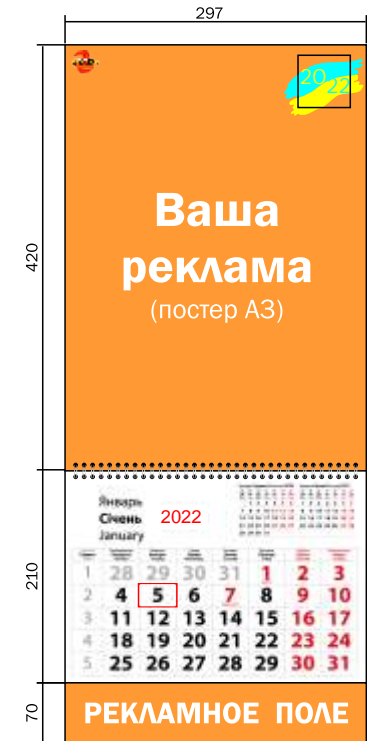 297
20
22
420
Ваша
реклама
(постер А3)
Январь
Січень 2022
January
210
1 28 29 30 31 1 2 3
2 4 5 6 7 8 9 10
3 11 12 13 14 15 16 17
4 18 19 20 21 22 23 24
5 25 26 27 28 29 30 31
70
РЕКЛАМНОЕ ПОЛЕ